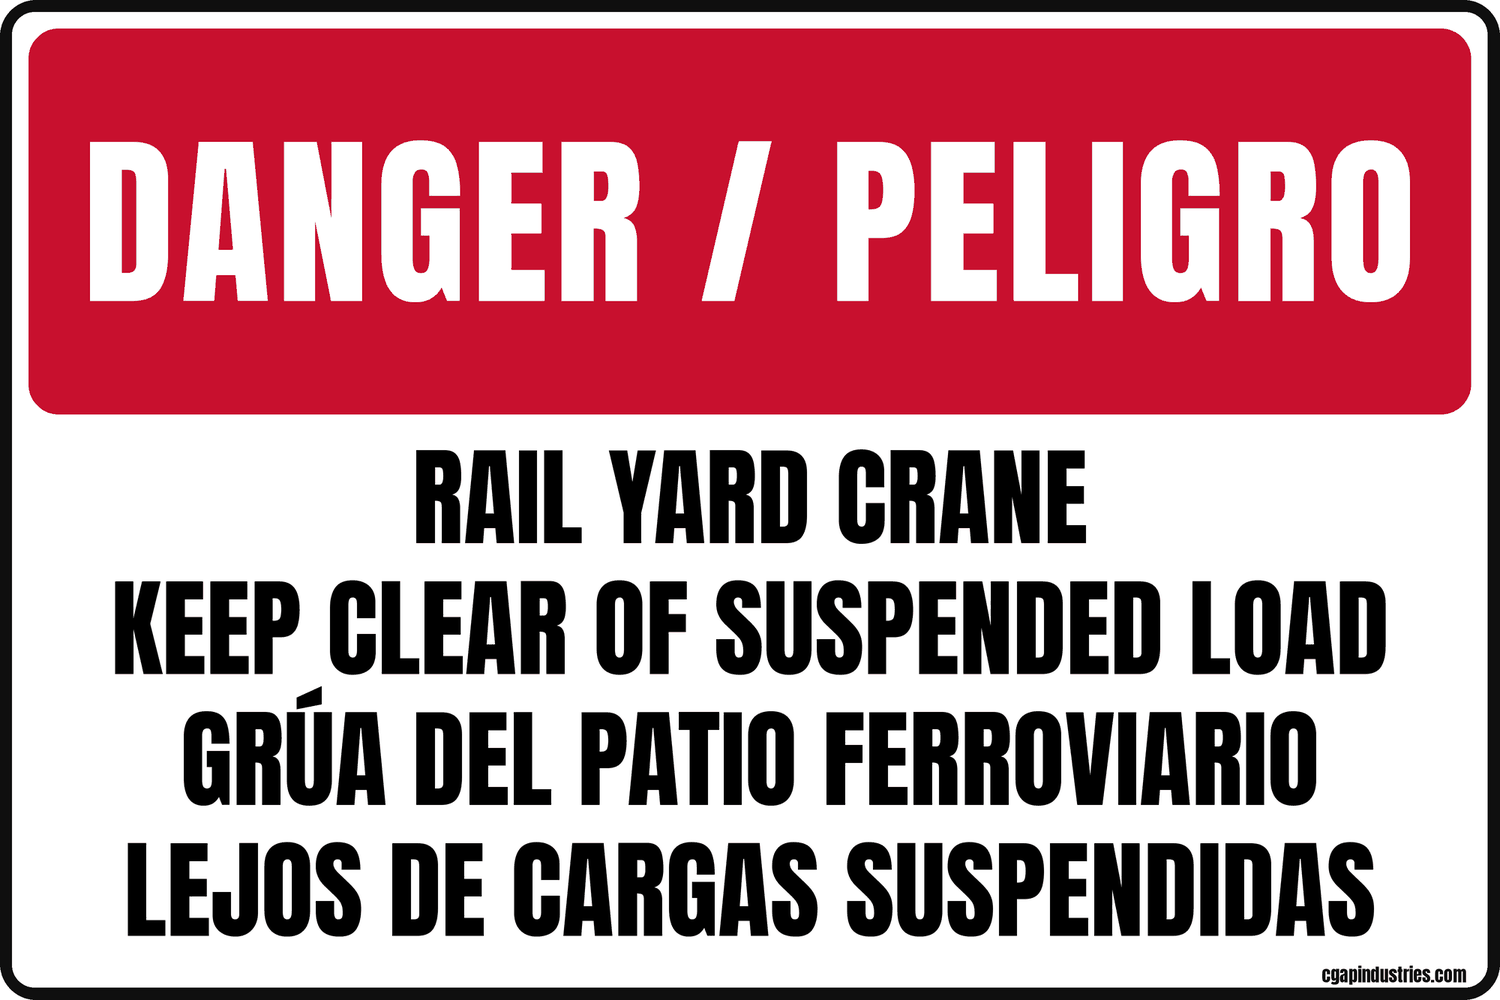 DANGER / PELIGRO
RAIL YARD CRANE
KEEP CLEAR OF SUSPENDED LOAD
GRÚA DEL PATIO FERROVIARIO
LEJOS DE CARGAS SUSPENDIDAS
cgapindustries.com